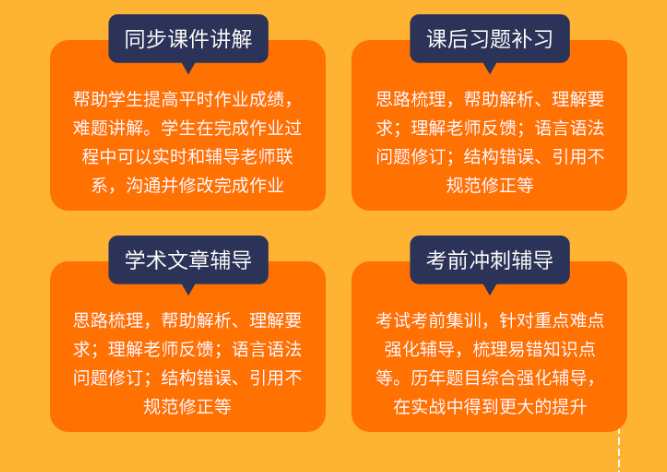 同步课件讲解
帮助学生提高平时作业成绩，
难题讲解。学生在完成作业过
程中可以实时和辅导老师联
系，沟通并修改完成作业
课后习题补习
思路梳理，帮助解析、理解要
求；理解老师反馈；语言语法
问题修订；结构错误、引用不
规范修正等
学术文章辅导
思路梳理，帮助解析、理解要
求；理解老师反馈；语言语法
问题修订；结构错误、引用不
规范修正等
考前冲刺辅导
考试考前集训，针对重点难点
强化辅导，梳理易错知识点
等。历年题目综合强化辅导，
在实战中得到更大的提升